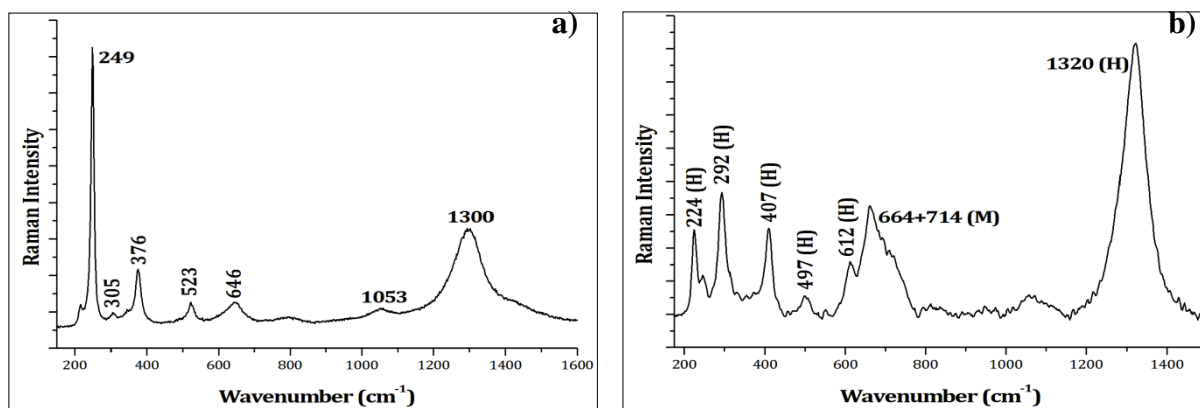 a)
249
305
376
523
646
1053
1300
Raman Intensity
200 400 600 800 1000 1200 1400 1600
Wavenumber (cm⁻¹)
b)
224 (H)
292 (H)
407 (H)
497 (H)
612 (H)
664+714 (M)
1320 (H)
Raman Intensity
200 400 600 800 1000 1200 1400
Wavenumber (cm⁻¹)